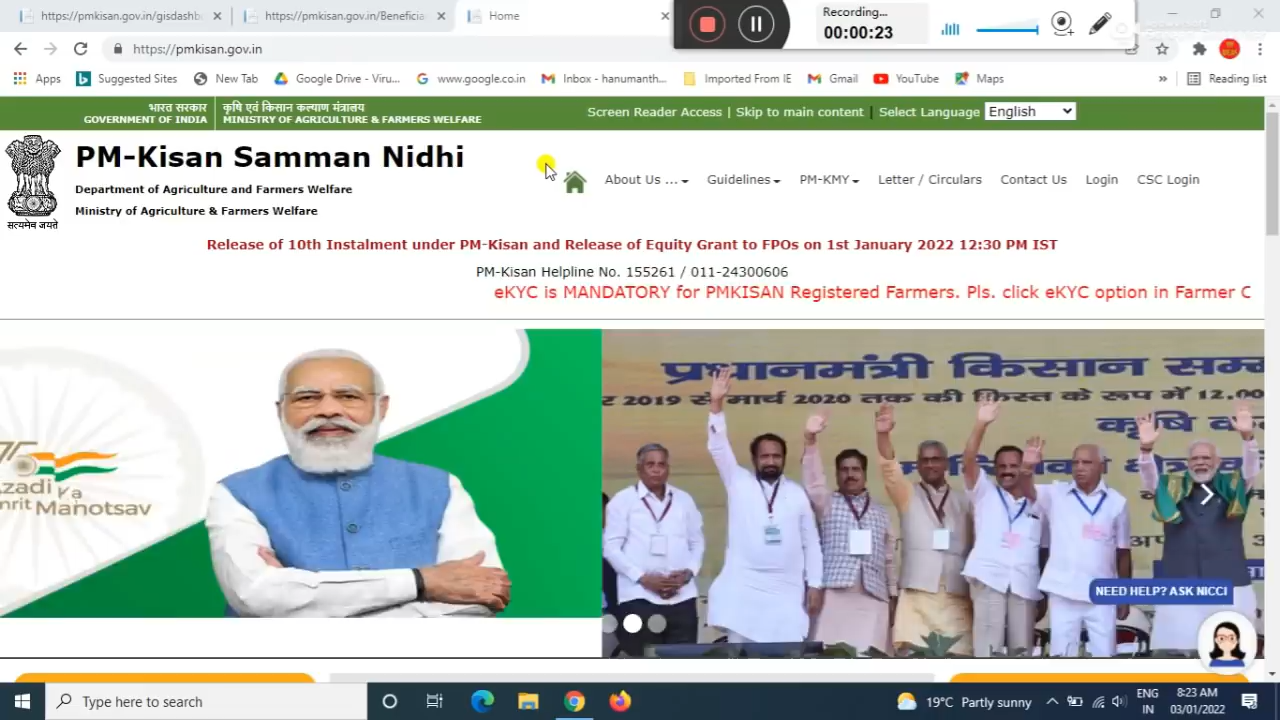 https://pmkisan.gov.in/gisdashbo
https://pmkisan.gov.in/Beneficia
Home
Recording...
00:00:23
https://pmkisan.gov.in
Apps
Suggested Sites
New Tab
Google Drive - Viru...
www.google.co.in
Inbox - hanumanth...
Imported From IE
Gmail
YouTube
Maps
»
Reading list
भारत सरकार
GOVERNMENT OF INDIA
कृषि एवं किसान कल्याण मंत्रालय
MINISTRY OF AGRICULTURE & FARMERS WELFARE
Screen Reader Access | Skip to main content | Select Language English
सत्यमेव जयते
PM-Kisan Samman Nidhi
Department of Agriculture and Farmers Welfare
Ministry of Agriculture & Farmers Welfare
About Us ...
Guidelines
PM-KMY
Letter / Circulars
Contact Us
Login
CSC Login
Release of 10th Instalment under PM-Kisan and Release of Equity Grant to FPOs on 1st January 2022 12:30 PM IST
PM-Kisan Helpline No. 155261 / 011-24300606
eKYC is MANDATORY for PMKISAN Registered Farmers. Pls. click eKYC option in Farmer C
75
Azadi Ka
Amrit Mahotsav
प्रधानमंत्री किसान सम्
2019 से मार्च 2020 तक की किस्त के रूप में 12,00
कृषि
NEED HELP? ASK NICCI
Type here to search
19°C Partly sunny
ENG
IN
8:23 AM
03/01/2022